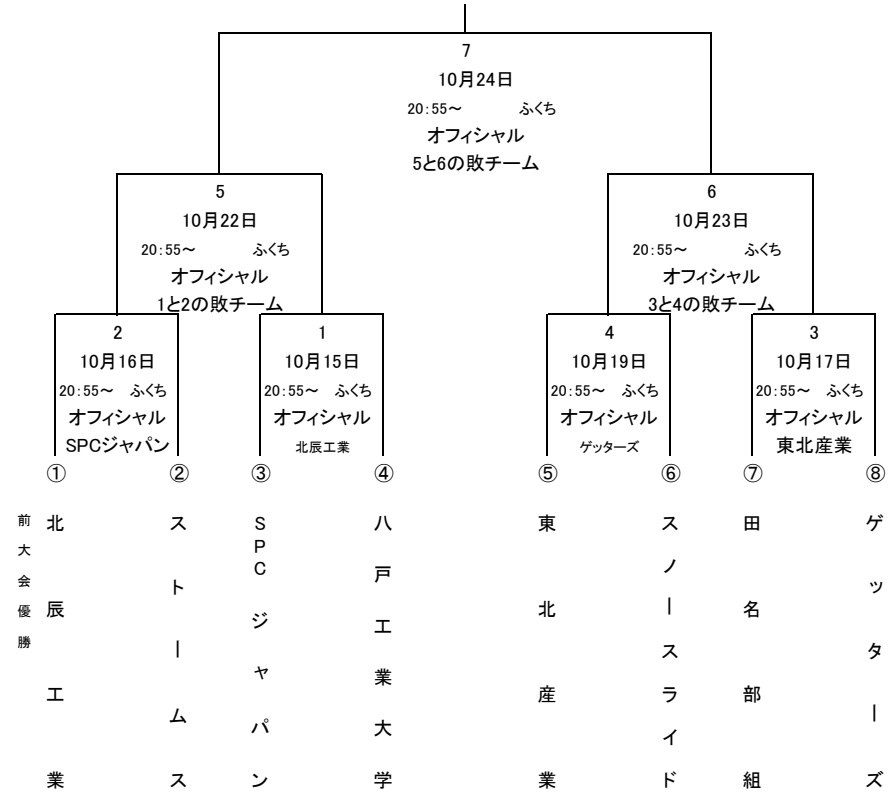 7
10月24日
20:55～ ふくち
オフィシャル
5と6の敗チーム
5
10月22日
20:55～ ふくち
オフィシャル
1と2の敗チーム
6
10月23日
20:55～ ふくち
オフィシャル
3と4の敗チーム
2
10月16日
20:55～ ふくち
オフィシャル
SPCジャパン
1
10月15日
20:55～ ふくち
オフィシャル
北辰工業
4
10月19日
20:55～ ふくち
オフィシャル
ゲッターズ
3
10月17日
20:55～ ふくち
オフィシャル
東北産業
① ② ③ ④ ⑤ ⑥ ⑦ ⑧
前大会優勝
北辰工業
ストームス
SPCジャパン
八戸工業大学
東北産業
スノースライド
田名部組
ゲッターズ